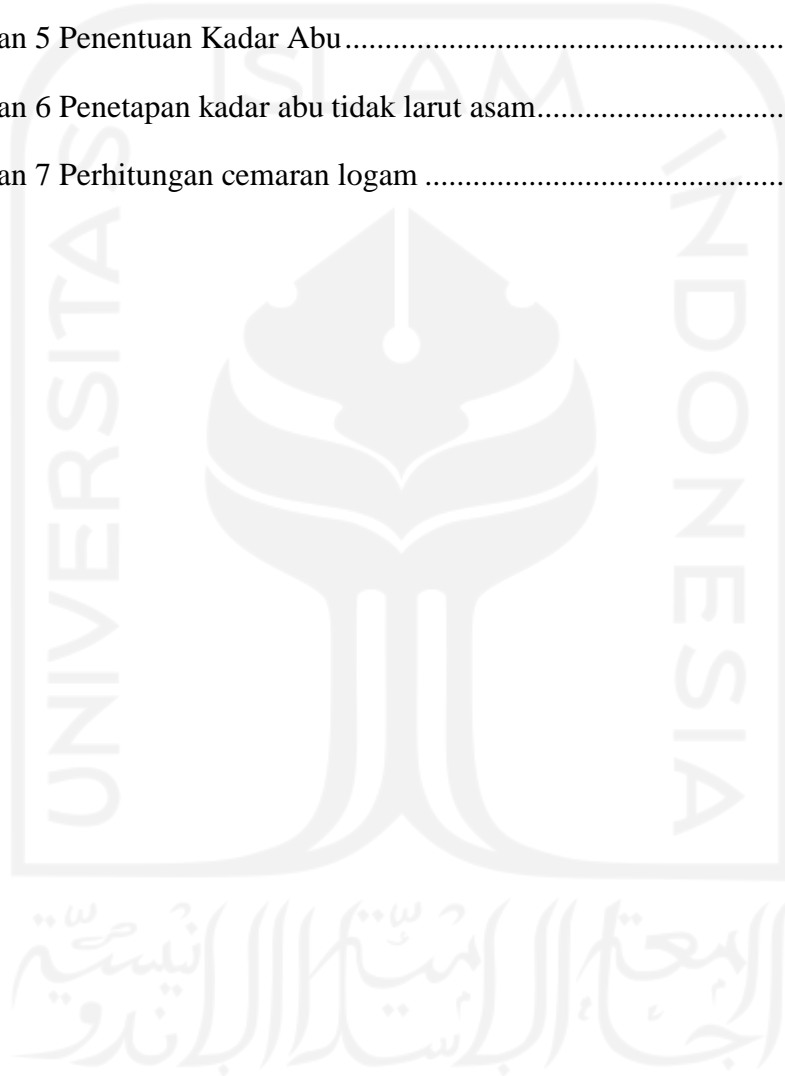 an 5 Penentuan Kadar Abu........................................................
an 6 Penetapan kadar abu tidak larut asam................................
an 7 Perhitungan cemaran logam ..............................................
ISLAM
UNIVERSITAS
INDONESIA